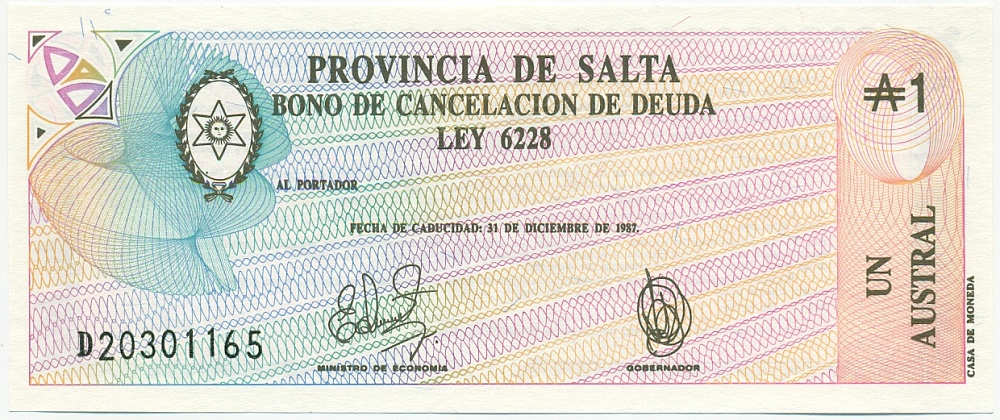 PROVINCIA DE SALTA
BONO DE CANCELACION DE DEUDA
LEY 6228
₳1
AL PORTADOR
FECHA DE CADUCIDAD: 31 DE DICIEMBRE DE 1987.
UN
AUSTRAL
D20301165
MINISTRO DE ECONOMIA
GOBERNADOR
CASA DE MONEDA